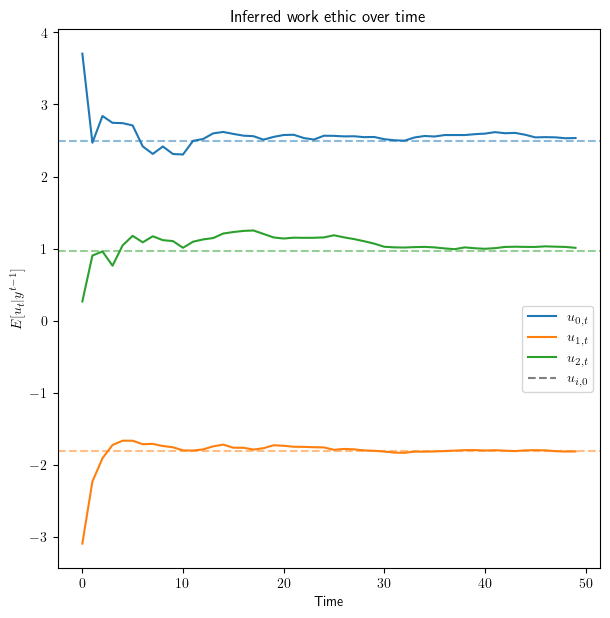 Inferred work ethic over time
4
3
2
1
0
−1
−2
−3
E[u_t|y^{t−1}]
u_{0,t}
u_{1,t}
u_{2,t}
u_{i,0}
0 10 20 30 40 50
Time